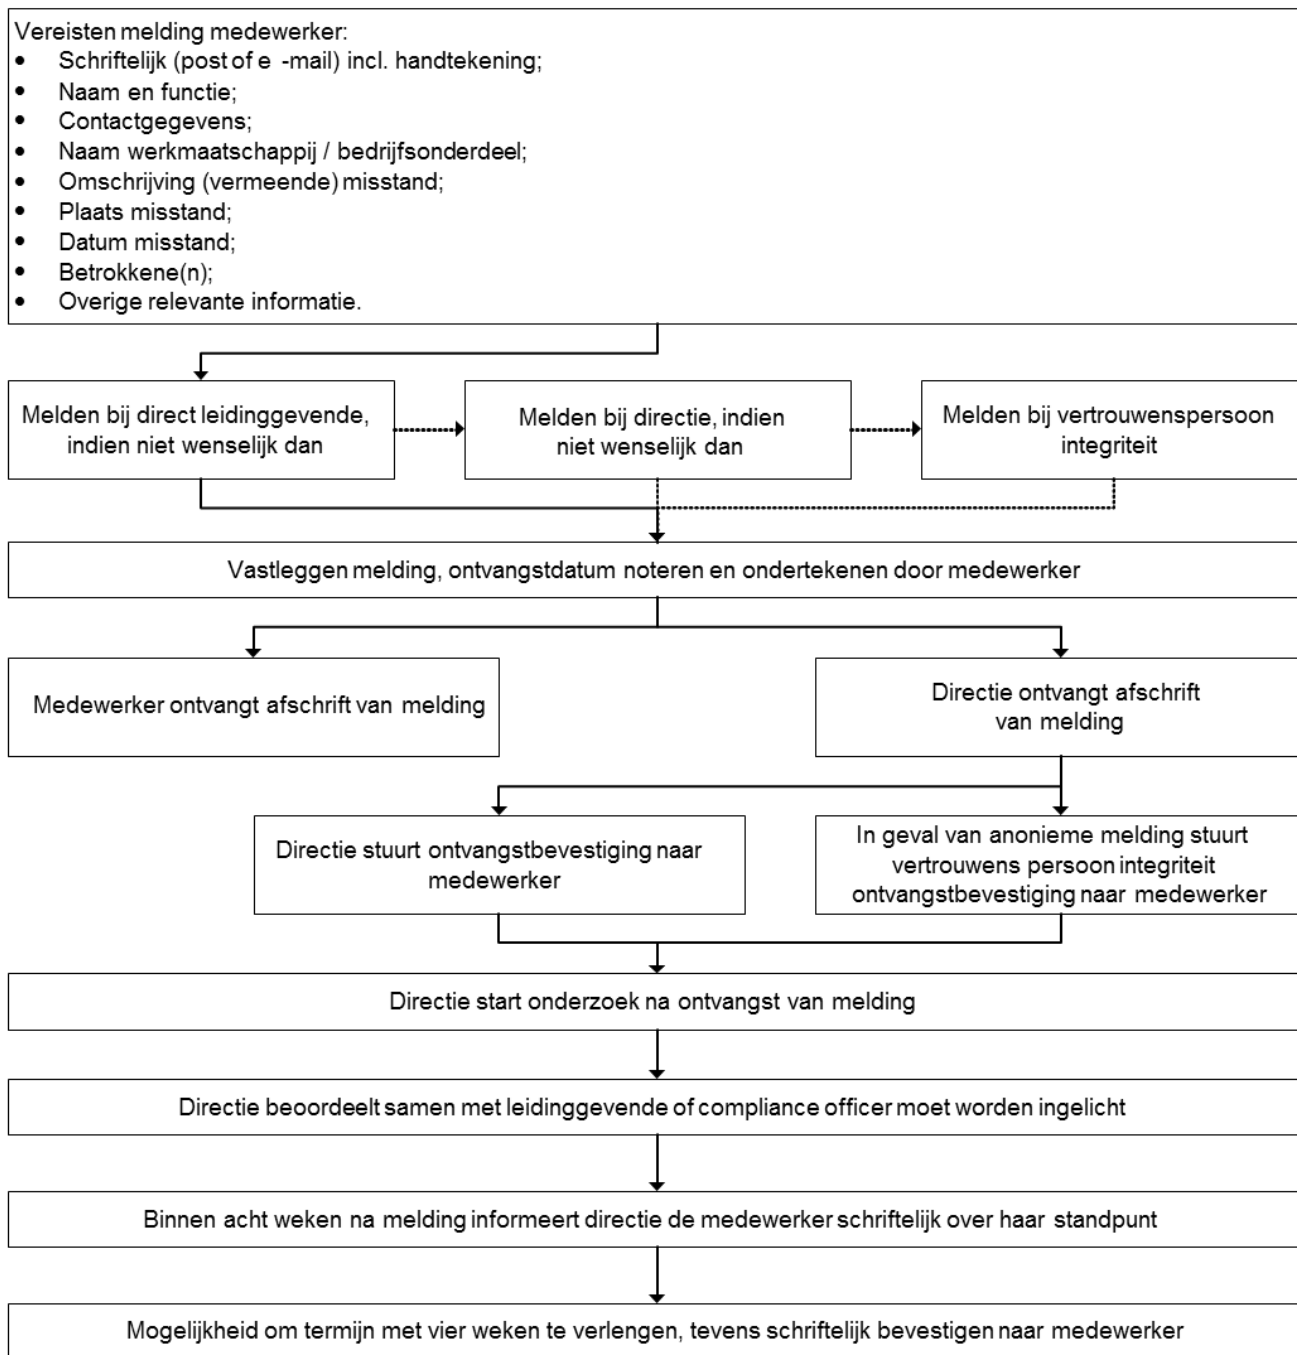 Vereisten melding medewerker:
• Schriftelijk (post of e -mail) incl. handtekening;
• Naam en functie;
• Contactgegevens;
• Naam werkmaatschappij / bedrijfsonderdeel;
• Omschrijving (vermeende) misstand;
• Plaats misstand;
• Datum misstand;
• Betrokkene(n);
• Overige relevante informatie.
Melden bij direct leidinggevende,
indien niet wenselijk dan
Melden bij directie, indien
niet wenselijk dan
Melden bij vertrouwenspersoon
integriteit
Vastleggen melding, ontvangstdatum noteren en ondertekenen door medewerker
Medewerker ontvangt afschrift van melding
Directie ontvangt afschrift
van melding
Directie stuurt ontvangstbevestiging naar
medewerker
In geval van anonieme melding stuurt
vertrouwens persoon integriteit
ontvangstbevestiging naar medewerker
Directie start onderzoek na ontvangst van melding
Directie beoordeelt samen met leidinggevende of compliance officer moet worden ingelicht
Binnen acht weken na melding informeert directie de medewerker schriftelijk over haar standpunt
Mogelijkheid om termijn met vier weken te verlengen, tevens schriftelijk bevestigen naar medewerker